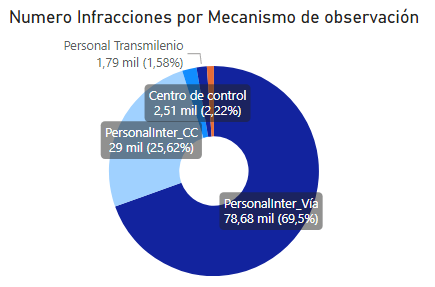 Numero Infracciones por Mecanismo de observación
Personal Transmilenio
1,79 mil (1,58%)
Centro de control
2,51 mil (2,22%)
PersonalInter_CC
29 mil (25,62%)
PersonalInter_Vía
78,68 mil (69,5%)